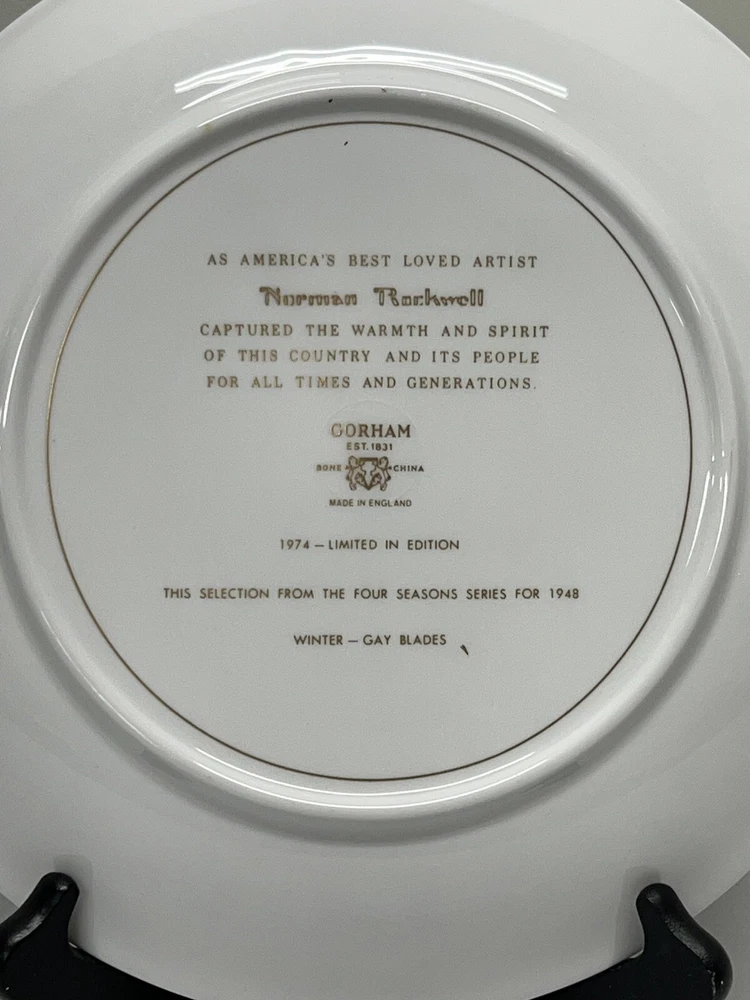 AS AMERICA'S BEST LOVED ARTIST
Norman Rockwell
CAPTURED THE WARMTH AND SPIRIT
OF THIS COUNTRY AND ITS PEOPLE
FOR ALL TIMES AND GENERATIONS.
GORHAM
EST. 1831
BONE CHINA
MADE IN ENGLAND
1974 — LIMITED IN EDITION
THIS SELECTION FROM THE FOUR SEASONS SERIES FOR 1948
WINTER — GAY BLADES